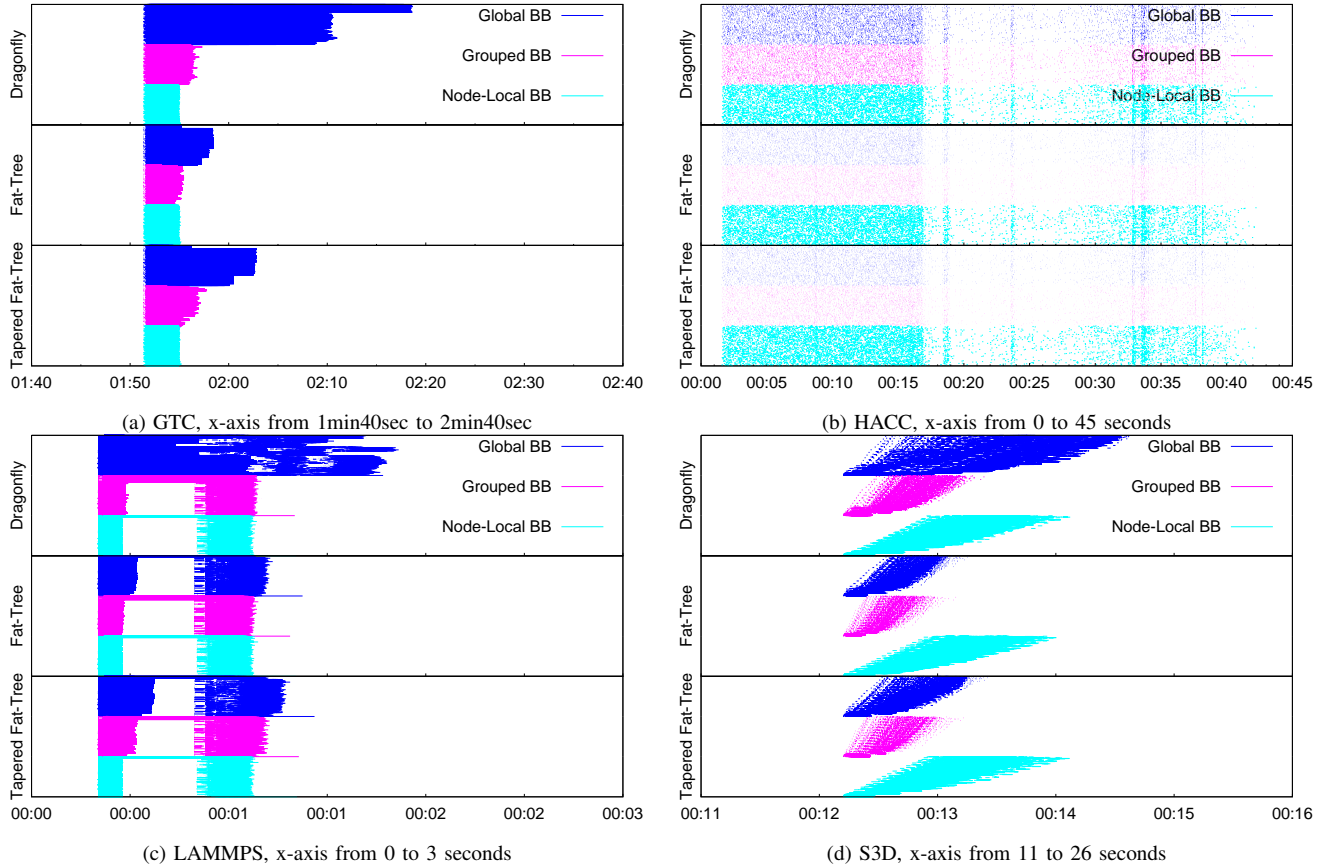 Dragonfly
Fat-Tree
Tapered Fat-Tree
Global BB
Grouped BB
Node-Local BB
01:40 01:50 02:00 02:10 02:20 02:30 02:40
(a) GTC, x-axis from 1min40sec to 2min40sec
Dragonfly
Fat-Tree
Tapered Fat-Tree
Global BB
Grouped BB
Node-Local BB
00:00 00:05 00:10 00:15 00:20 00:25 00:30 00:35 00:40 00:45
(b) HACC, x-axis from 0 to 45 seconds
Dragonfly
Fat-Tree
Tapered Fat-Tree
Global BB
Grouped BB
Node-Local BB
00:00 00:00 00:01 00:01 00:02 00:02 00:03
(c) LAMMPS, x-axis from 0 to 3 seconds
Dragonfly
Fat-Tree
Tapered Fat-Tree
Global BB
Grouped BB
Node-Local BB
00:11 00:12 00:13 00:14 00:15 00:16
(d) S3D, x-axis from 11 to 26 seconds